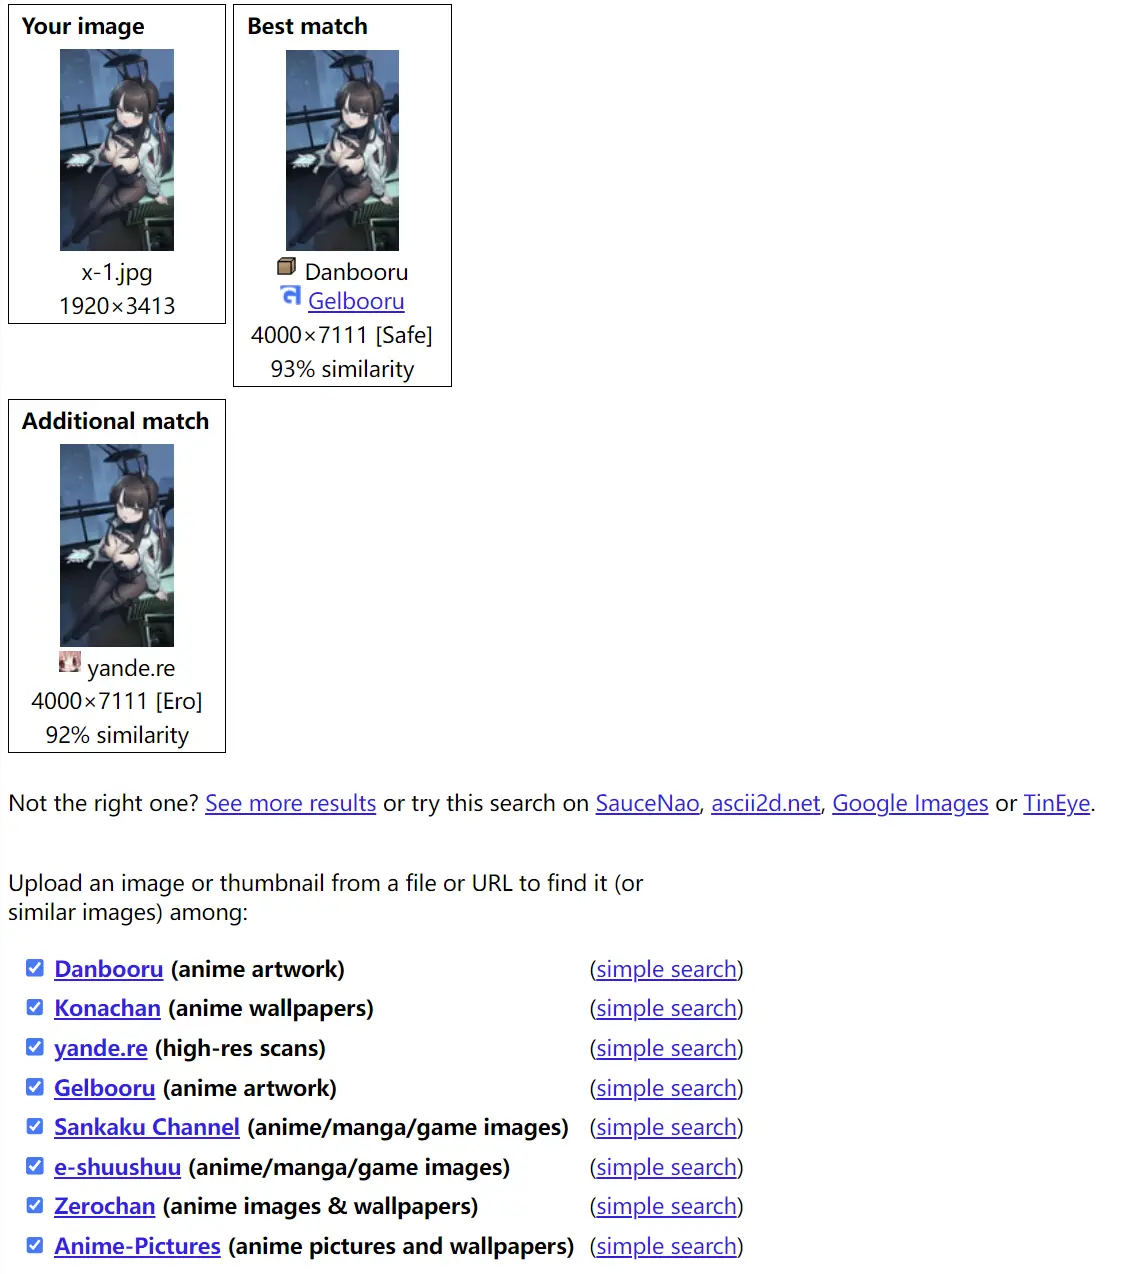 Your image
x-1.jpg
1920×3413
Best match
Danbooru
Gelbooru
4000×7111 [Safe]
93% similarity
Additional match
yande.re
4000×7111 [Ero]
92% similarity
Not the right one? See more results or try this search on SauceNao, ascii2d.net, Google Images or TinEye.
Upload an image or thumbnail from a file or URL to find it (or
similar images) among:
Danbooru (anime artwork) (simple search)
Konachan (anime wallpapers) (simple search)
yande.re (high-res scans) (simple search)
Gelbooru (anime artwork) (simple search)
Sankaku Channel (anime/manga/game images) (simple search)
e-shuushuu (anime/manga/game images) (simple search)
Zerochan (anime images & wallpapers) (simple search)
Anime-Pictures (anime pictures and wallpapers) (simple search)